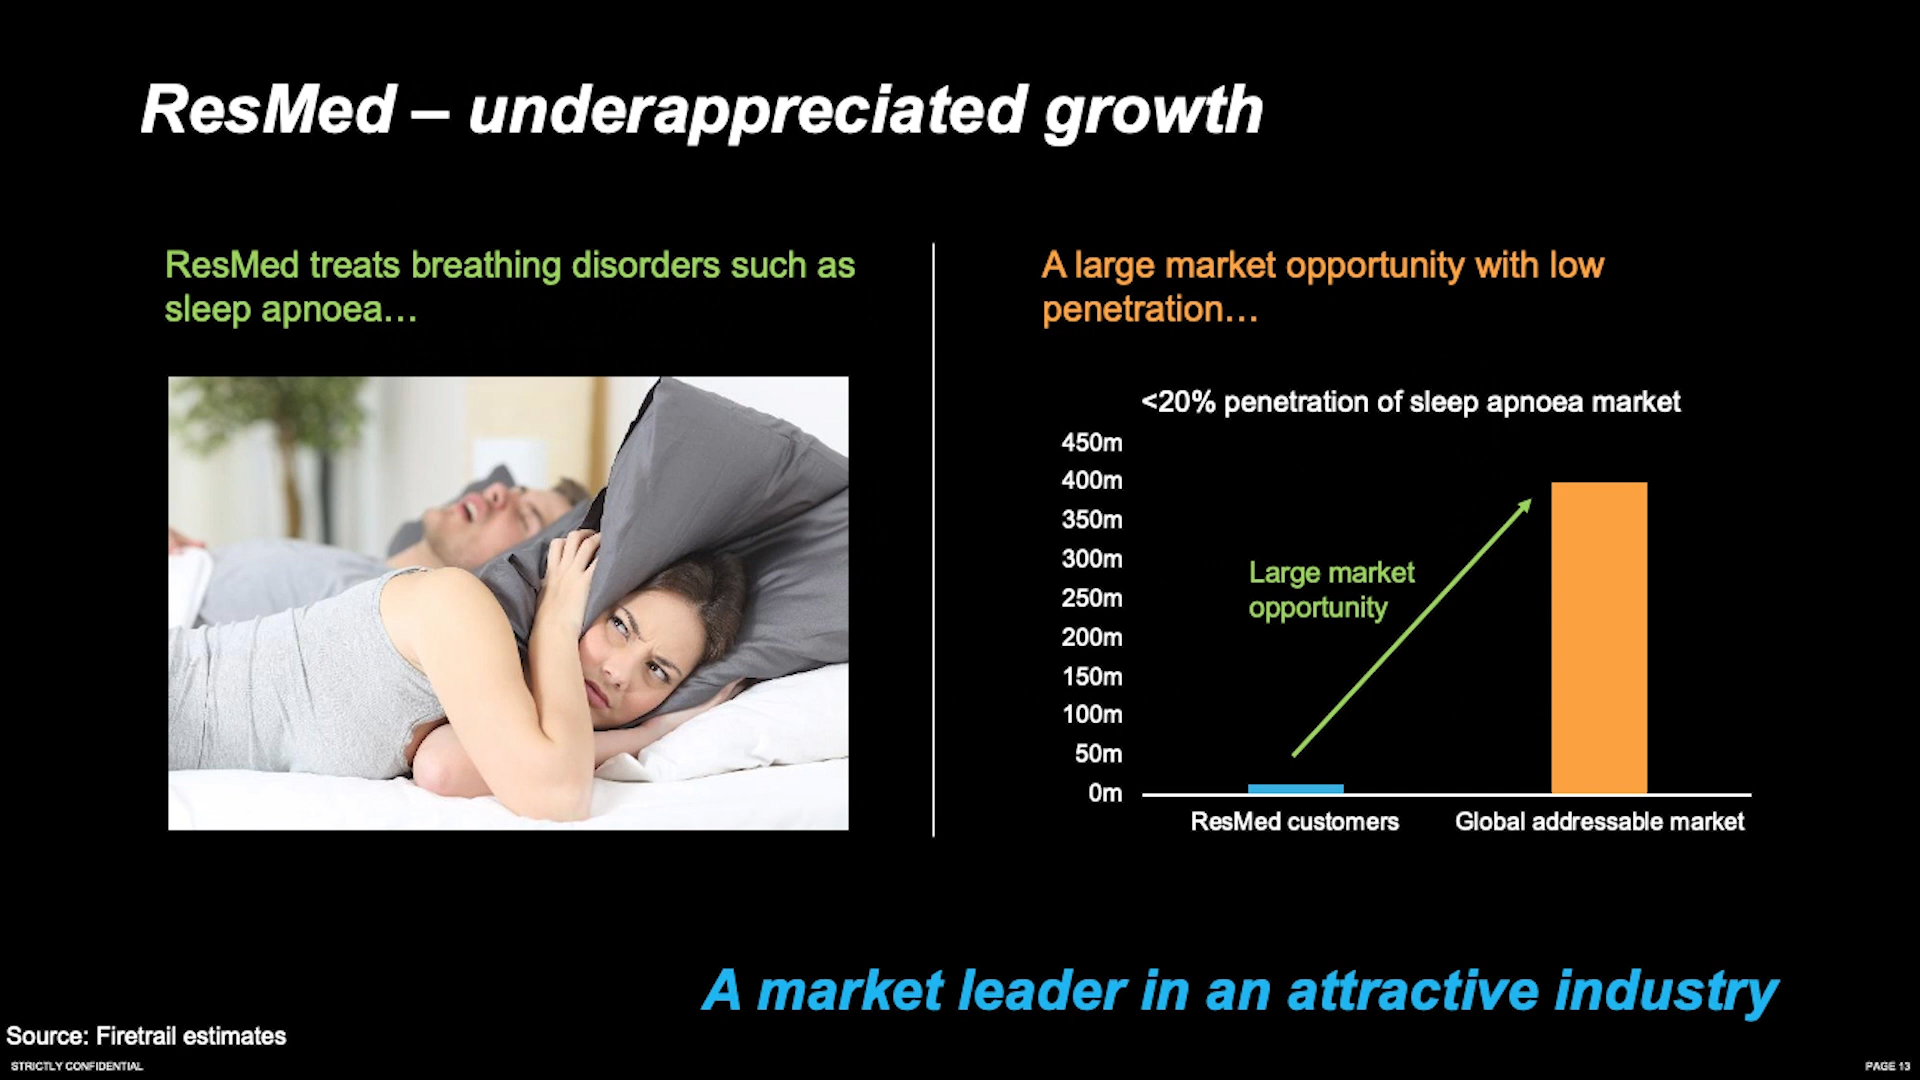 ResMed – underappreciated growth
ResMed treats breathing disorders such as
sleep apnoea…
A large market opportunity with low
penetration…
<20% penetration of sleep apnoea market
450m
400m
350m
300m
250m
200m
150m
100m
50m
0m
Large market
opportunity
ResMed customers
Global addressable market
A market leader in an attractive industry
Source: Firetrail estimates
STRICTLY CONFIDENTIAL
PAGE 13